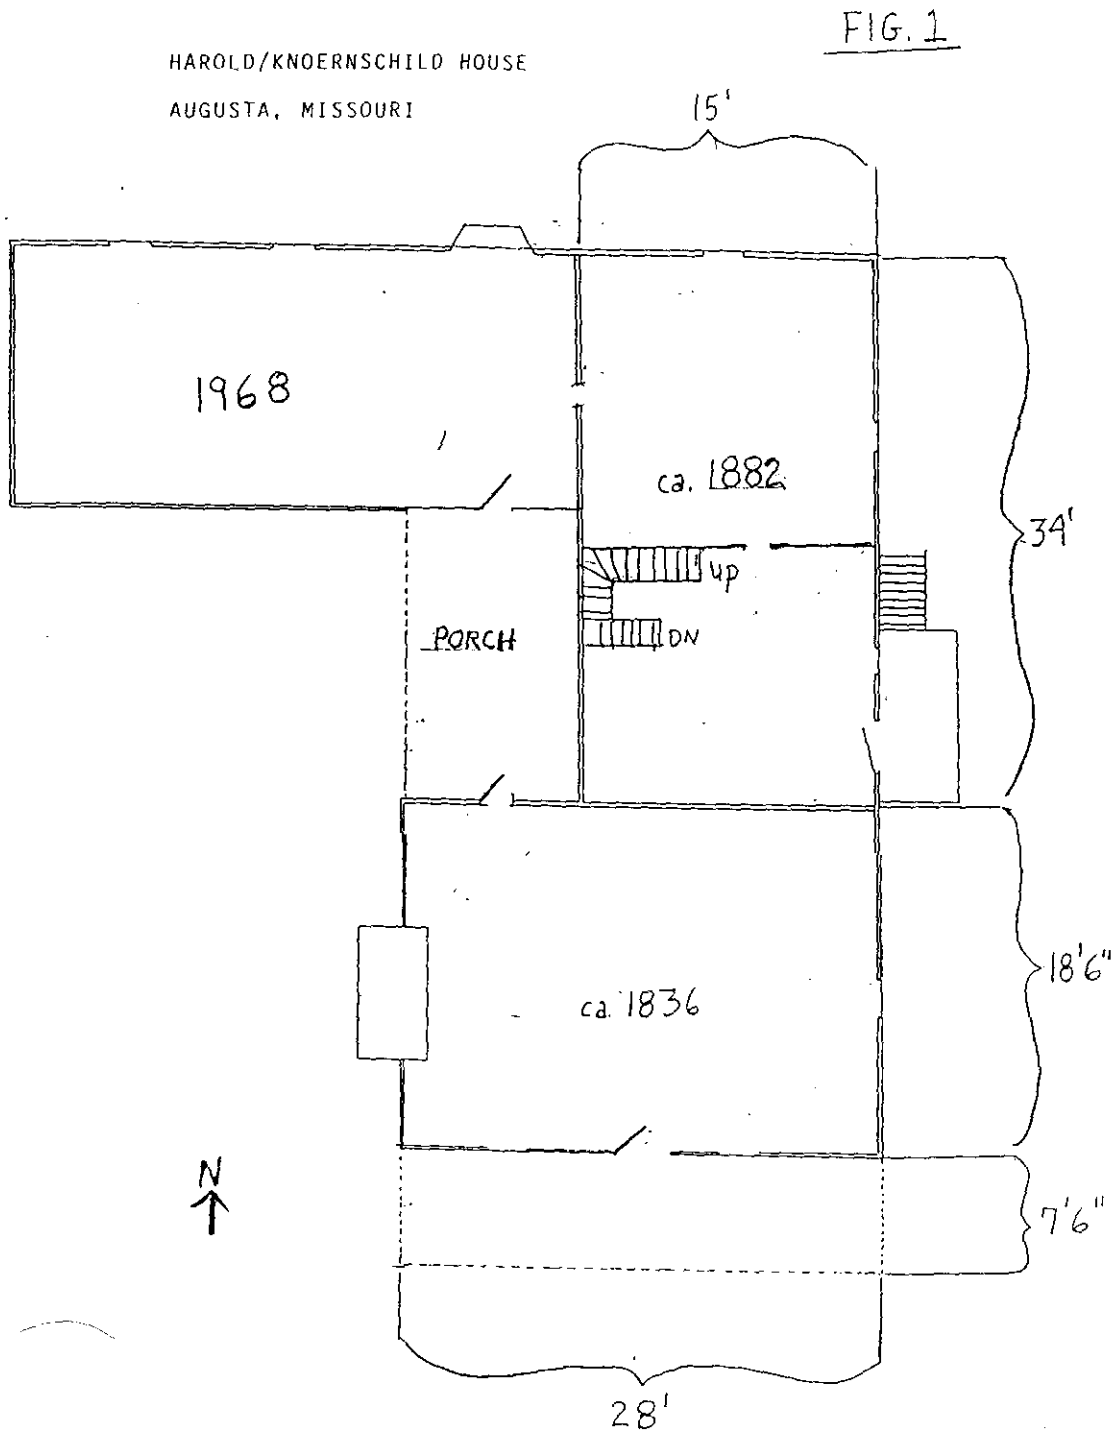 FIG. 1
HAROLD/KNOERNSCHILD HOUSE
AUGUSTA, MISSOURI
15'
1968
ca. 1882
34'
up
PORCH
DN
18'6"
ca. 1836
N
7'6"
28'